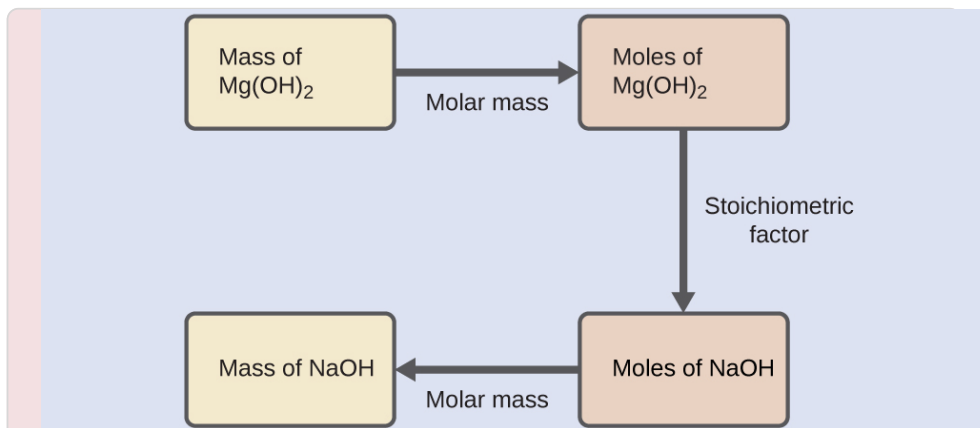 Mass of
Mg(OH)₂
Molar mass
Moles of
Mg(OH)₂
Stoichiometric
factor
Mass of NaOH
Molar mass
Moles of NaOH